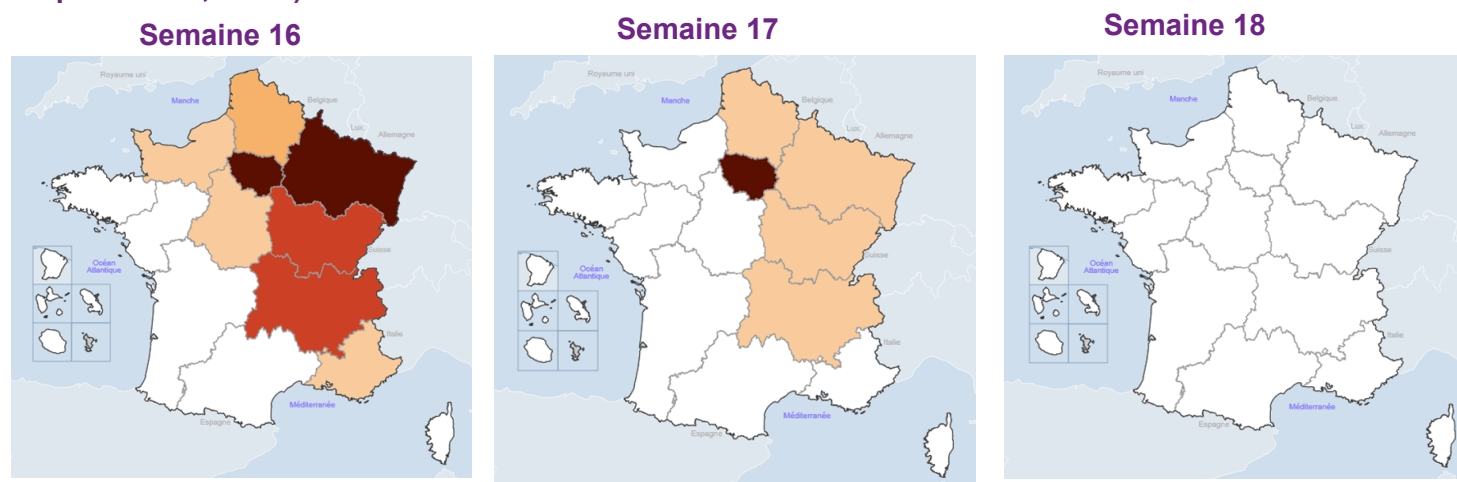 Semaine 16
Royaume uni
Manche
Belgique
Lux.
Allemagne
Suisse
Océan
Atlantique
Italie
Méditerranée
Espagne
Semaine 17
Royaume uni
Manche
Belgique
Lux.
Allemagne
Suisse
Océan
Atlantique
Italie
Méditerranée
Espagne
Semaine 18
Royaume uni
Manche
Belgique
Lux.
Allemagne
Suisse
Océan
Atlantique
Italie
Méditerranée
Espagne